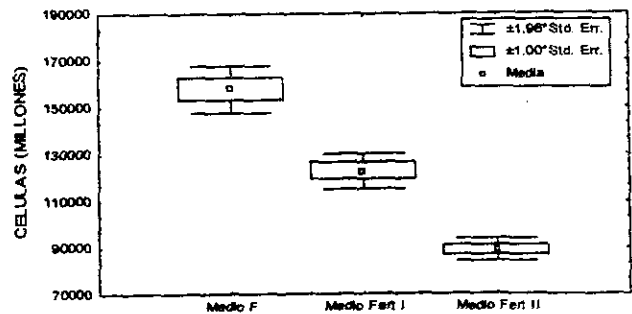 190000
170000
150000
130000
110000
90000
70000
CELULAS (MILLONES)
±1.96*Std. Err.
±1.00*Std. Err.
Media
Medio F
Medio Fert I
Medio Fert II